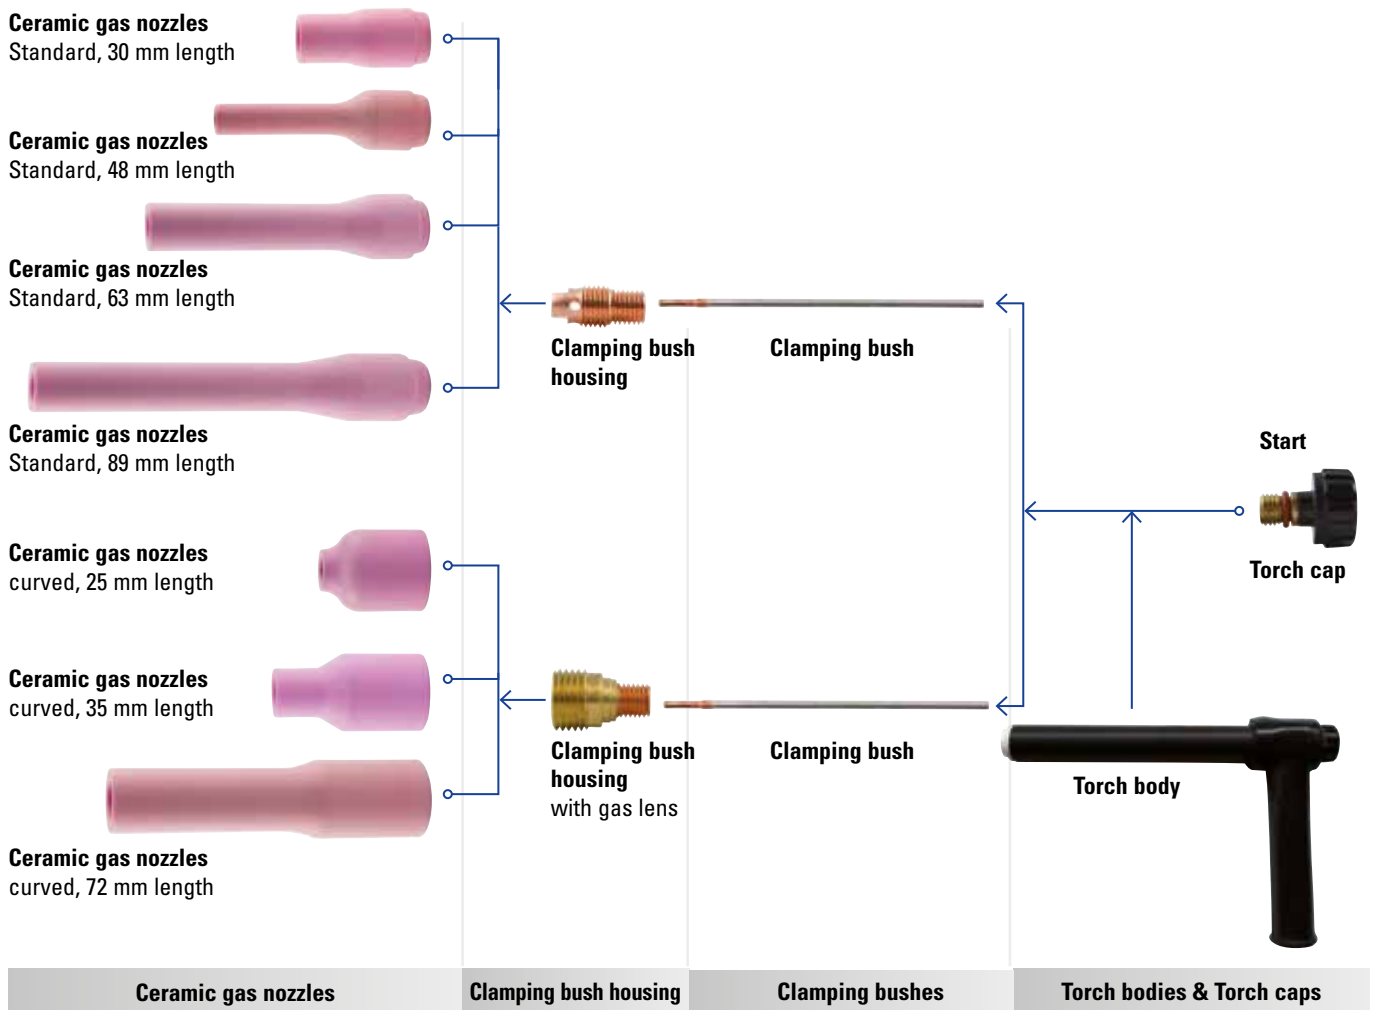 Ceramic gas nozzles
Standard, 30 mm length
Ceramic gas nozzles
Standard, 48 mm length
Ceramic gas nozzles
Standard, 63 mm length
Clamping bush
housing
Clamping bush
Ceramic gas nozzles
Standard, 89 mm length
Start
Torch cap
Ceramic gas nozzles
curved, 25 mm length
Ceramic gas nozzles
curved, 35 mm length
Clamping bush
housing
with gas lens
Clamping bush
Torch body
Ceramic gas nozzles
curved, 72 mm length
Ceramic gas nozzles
Clamping bush housing
Clamping bushes
Torch bodies & Torch caps